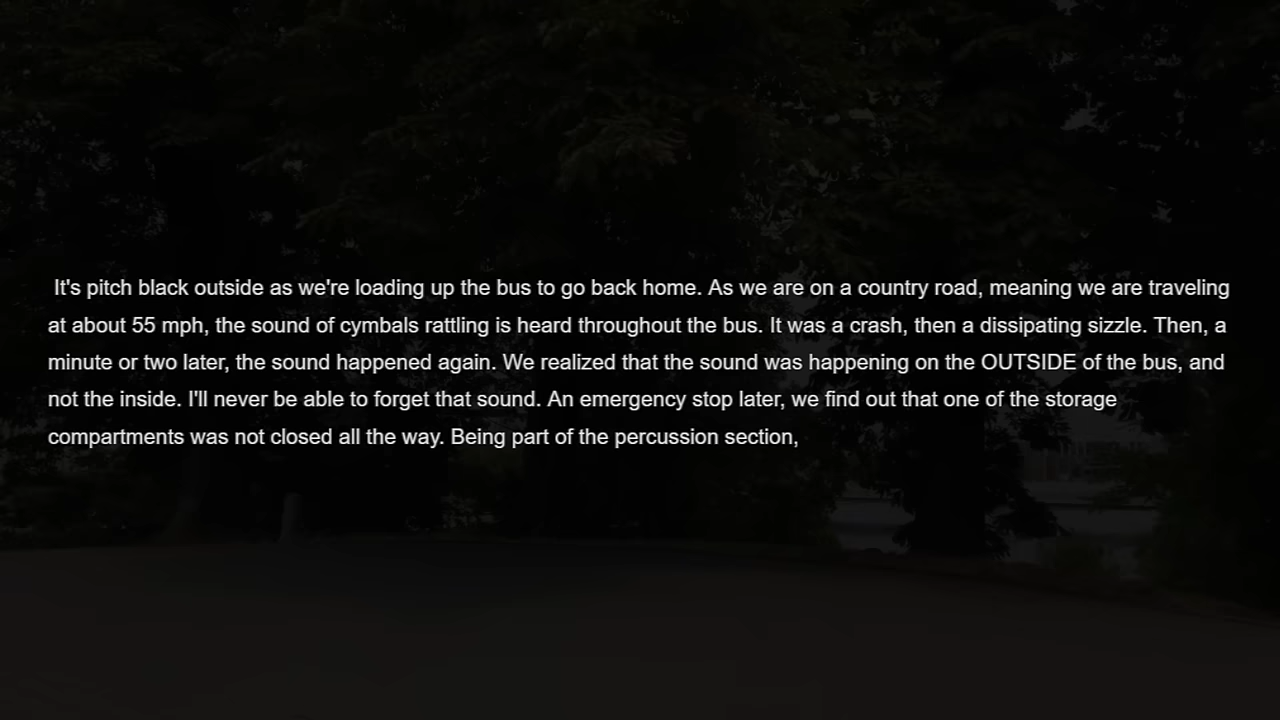 It's pitch black outside as we're loading up the bus to go back home. As we are on a country road, meaning we are traveling
at about 55 mph, the sound of cymbals rattling is heard throughout the bus. It was a crash, then a dissipating sizzle. Then, a
minute or two later, the sound happened again. We realized that the sound was happening on the OUTSIDE of the bus, and
not the inside. I'll never be able to forget that sound. An emergency stop later, we find out that one of the storage
compartments was not closed all the way. Being part of the percussion section,